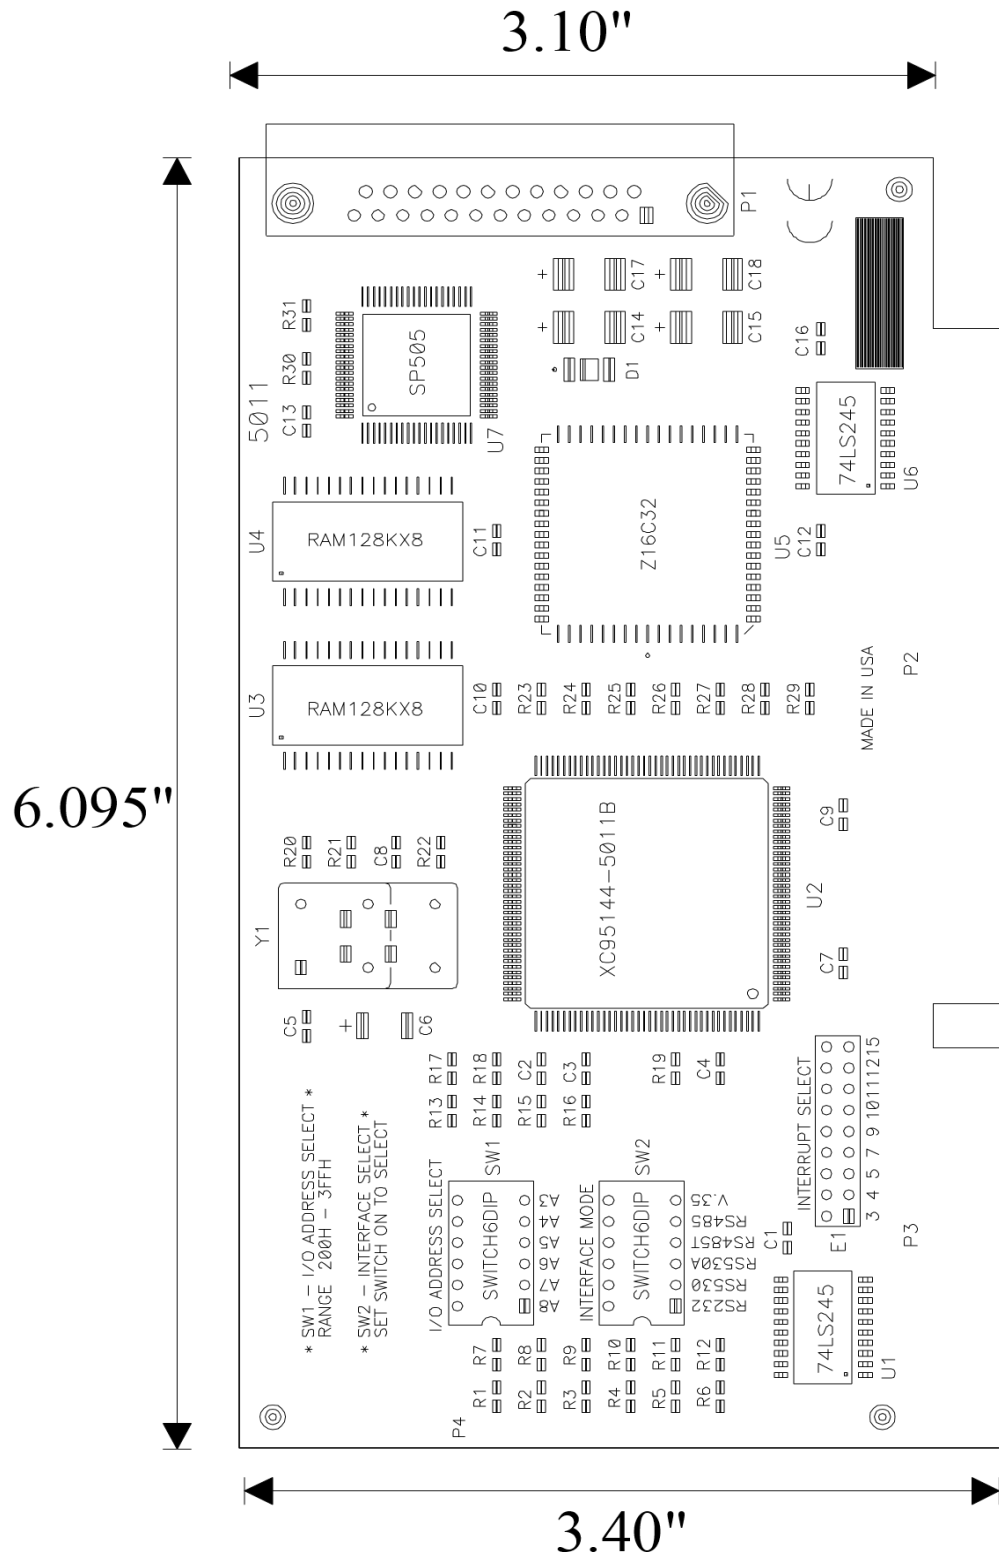 3.10"
P1
+
C17
+
C18
R31
+
C14
+
C15
C16
SP505
R30
D1
5011
C13
74LS245
U7
U6
U4
RAM128KX8
C11
Z16C32
U5
C12
MADE IN USA
P2
U3
RAM128KX8
C10
R23
R24
R25
R26
R27
R28
R29
6.095"
C9
R20
R21
C8
R22
XC95144-5011B
U2
Y1
C7
C5
+
C6
R17
R18
C2
C3
R19
C4
R13
R14
R15
R16
INTERRUPT SELECT
3 4 5 7 9 10 11 12 15
E1
* SW1 - I/O ADDRESS SELECT *
RANGE 200H - 3FFH
* SW2 - INTERFACE SELECT *
SET SWITCH ON TO SELECT
I/O ADDRESS SELECT
SWITCH6DIP
SW1
A3
A4
A5
A6
A7
A8
INTERFACE MODE
SWITCH6DIP
SW2
V.35
RS485
RS485T
RS530A
RS530
RS232
C1
P3
74LS245
U1
R7
R8
R9
R10
R11
R12
R1
R2
R3
R4
R5
R6
P4
3.40"